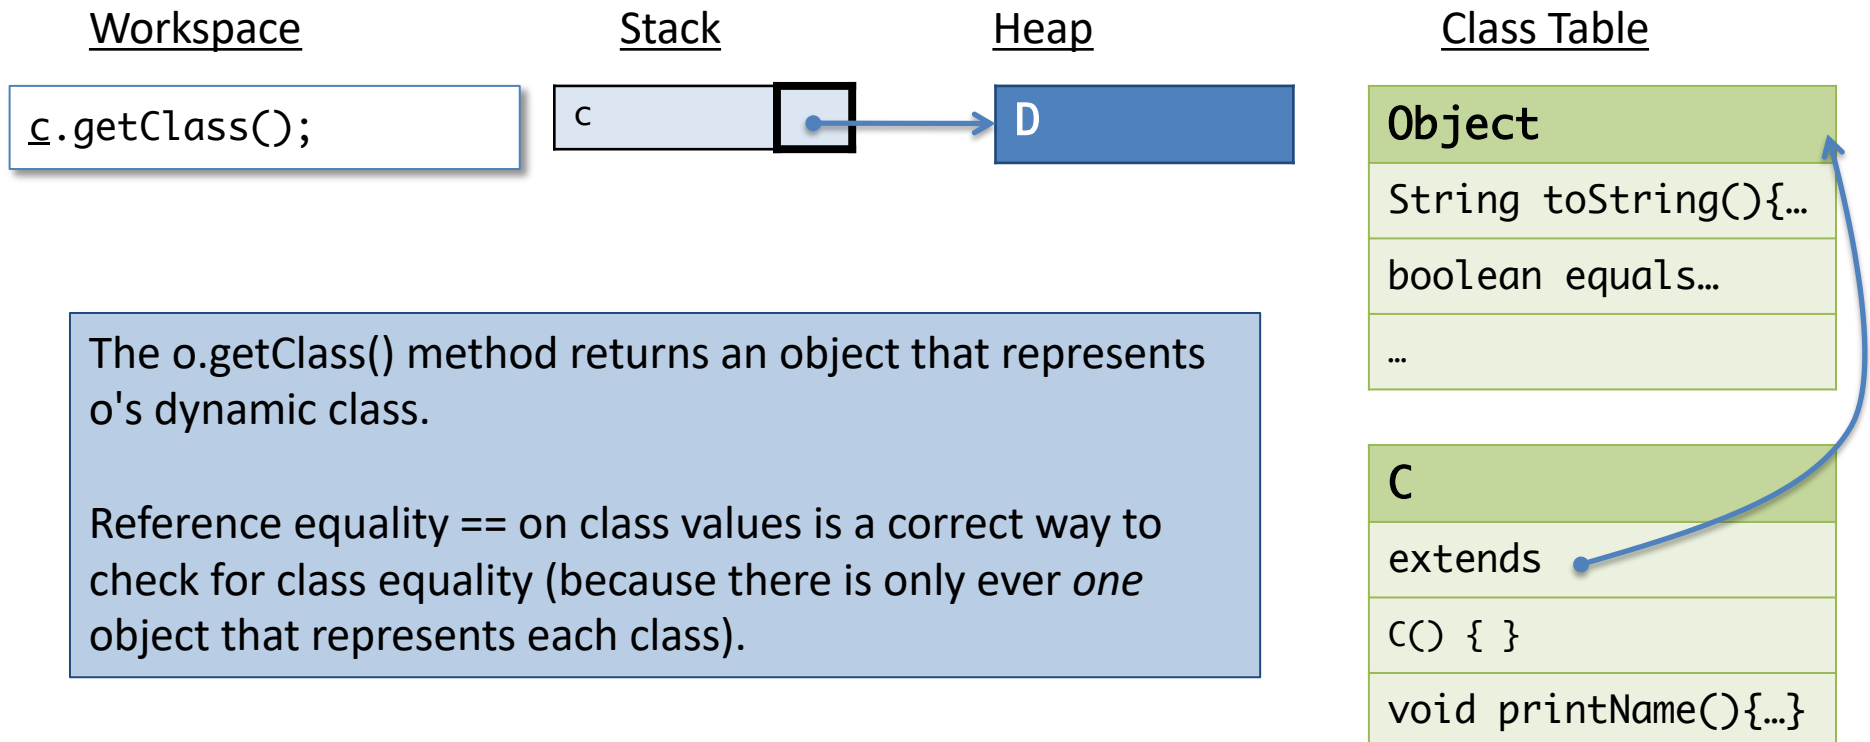 Workspace
Stack
Heap
Class Table
c.getClass();
c
D
Object
String toString(){…
boolean equals…
…
The o.getClass() method returns an object that represents
o's dynamic class.
Reference equality == on class values is a correct way to
check for class equality (because there is only ever one
object that represents each class).
C
extends
C() { }
void printName(){…}